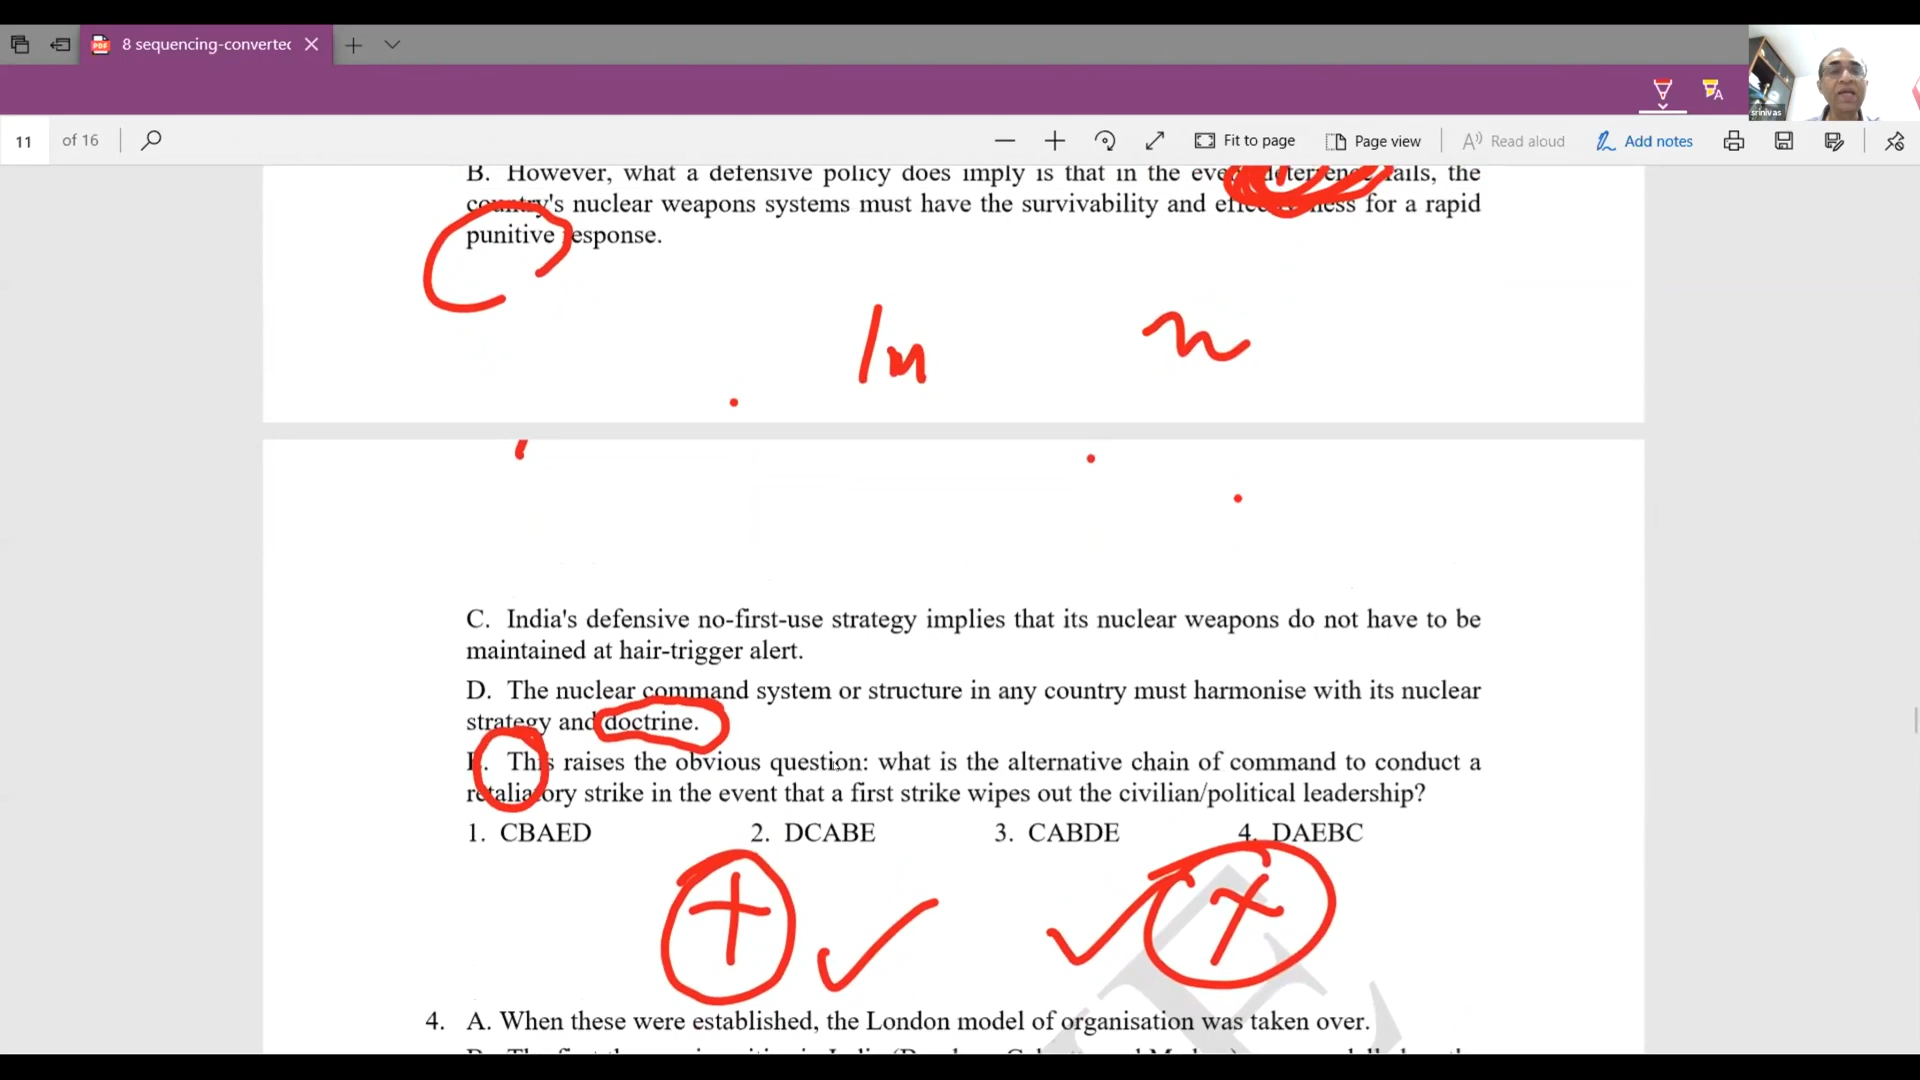 8 sequencing-converted
srinivas
11 of 16
Fit to page
Page view
Read aloud
Add notes
B. However, what a defensive policy does imply is that in the event deterrence fails, the
country's nuclear weapons systems must have the survivability and effectiveness for a rapid
punitive response.
In
C. India's defensive no-first-use strategy implies that its nuclear weapons do not have to be
maintained at hair-trigger alert.
D. The nuclear command system or structure in any country must harmonise with its nuclear
strategy and doctrine.
E. This raises the obvious question: what is the alternative chain of command to conduct a
retaliatory strike in the event that a first strike wipes out the civilian/political leadership?
1. CBAED 2. DCABE 3. CABDE 4. DAEBC
4. A. When these were established, the London model of organisation was taken over.